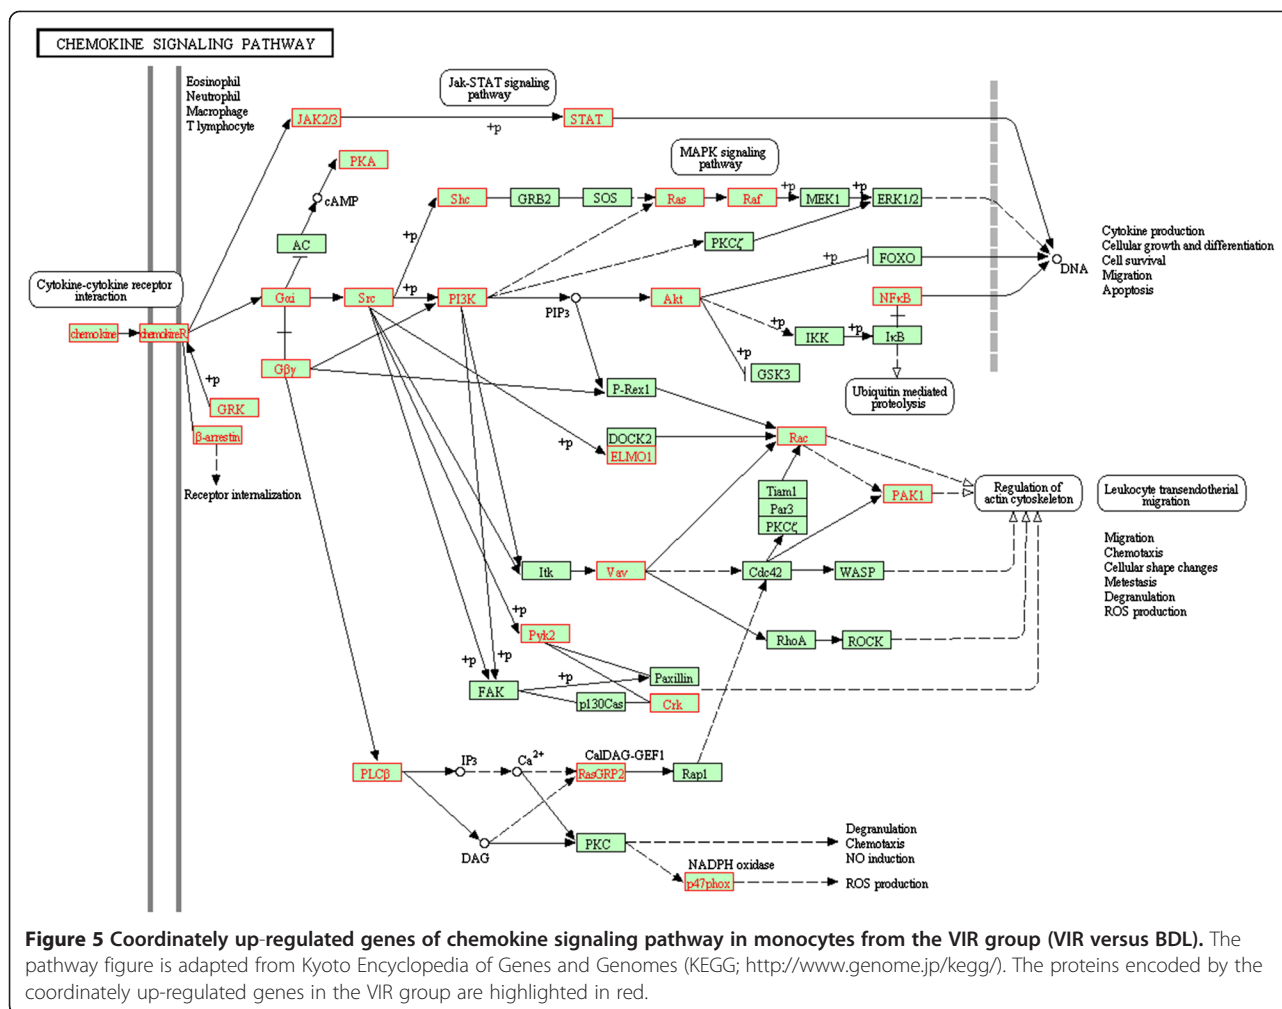 CHEMOKINE SIGNALING PATHWAY
Eosinophil
Neutrophil
Macrophage
T lymphocyte
Jak-STAT signaling
pathway
JAK2/3
+p
STAT
MAPK signaling
pathway
PKA
cAMP
AC
Shc
GRB2
SOS
Ras
Raf
+p
MEK1
+p
ERK1/2
+p
PKCζ
FOXO
+p
DNA
Cytokine production
Cellular growth and differentiation
Cell survival
Migration
Apoptosis
Cytokine-cytokine receptor
interaction
chemokine
chemokineR
Gαi
Src
+p
PI3K
PIP3
Akt
NFκB
+p
IKK
+p
IκB
+p
GSK3
Ubiquitin mediated
proteolysis
Gβγ
+p
GRK
β-arrestin
Receptor internalization
P-Rex1
+p
DOCK2
ELMO1
Rac
Tiam1
Par3
PKCζ
PAK1
Regulation of
actin cytoskeleton
Leukocyte transendotherial
migration
Migration
Chemotaxis
Cellular shape changes
Metestasis
Degranulation
ROS production
Itk
Vav
Cdc42
WASP
+p
Pyk2
RhoA
ROCK
+p
+p
FAK
+p
Paxillin
p130Cas
Crk
PLCβ
IP3
Ca2+
CalDAG-GEF1
RasGRP2
Rap1
DAG
PKC
Degranulation
Chemotaxis
NO induction
NADPH oxidase
p47phox
ROS production
Figure 5 Coordinately up-regulated genes of chemokine signaling pathway in monocytes from the VIR group (VIR versus BDL). The
pathway figure is adapted from Kyoto Encyclopedia of Genes and Genomes (KEGG; http://www.genome.jp/kegg/). The proteins encoded by the
coordinately up-regulated genes in the VIR group are highlighted in red.